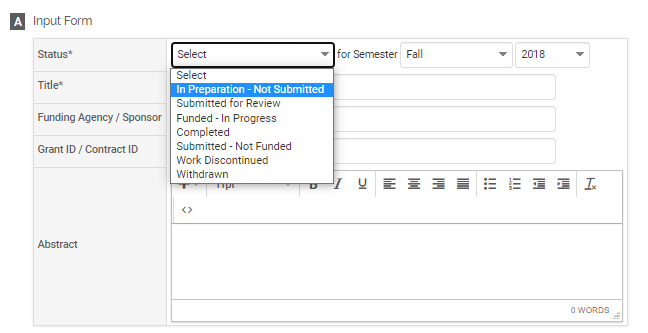 A Input Form
Status* Select for Semester Fall 2018
Select
Title*
In Preparation - Not Submitted
Submitted for Review
Funding Agency / Sponsor
Funded - In Progress
Completed
Grant ID / Contract ID
Submitted - Not Funded
Work Discontinued
Withdrawn
B I U
<>
Abstract
0 WORDS